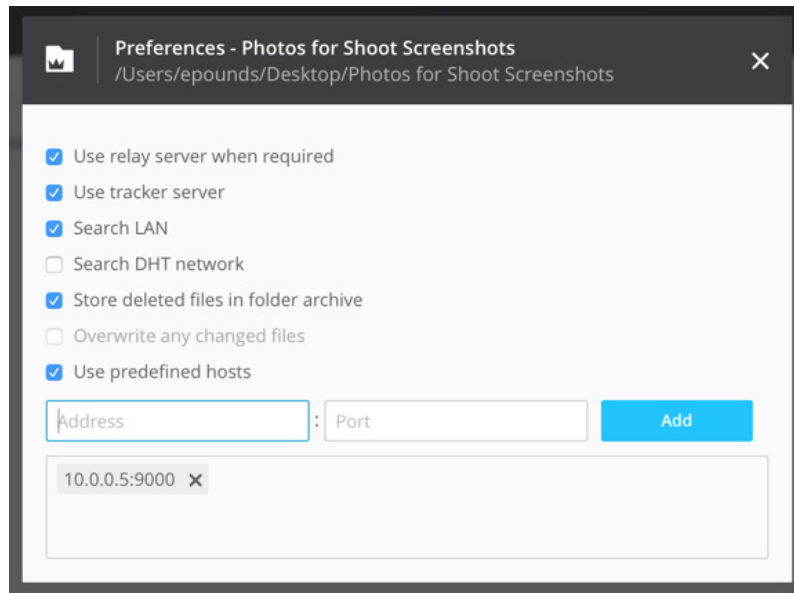 Preferences - Photos for Shoot Screenshots
/Users/epounds/Desktop/Photos for Shoot Screenshots
Use relay server when required
Use tracker server
Search LAN
Search DHT network
Store deleted files in folder archive
Overwrite any changed files
Use predefined hosts
Address : Port Add
10.0.0.5:9000